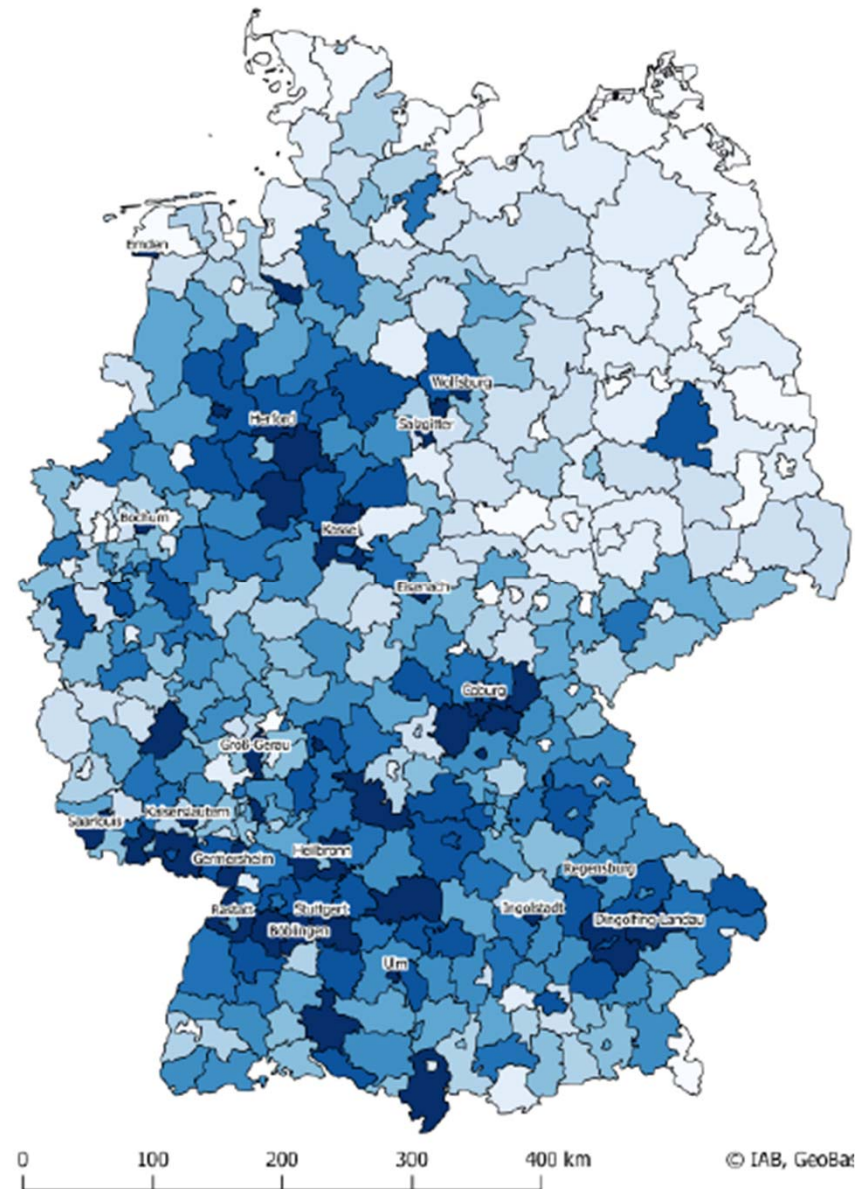 Emden
Wolfsburg
Herford
Salzgitter
Bochum
Kassel
Eisenach
Coburg
Groß-Gerau
Saarlouis
Kaiserslautern
Germersheim
Heilbronn
Regensburg
Rastatt
Stuttgart
Ingolstadt
Dingolfing-Landau
Böblingen
Ulm
0 100 200 300 400 km
© IAB, GeoBas